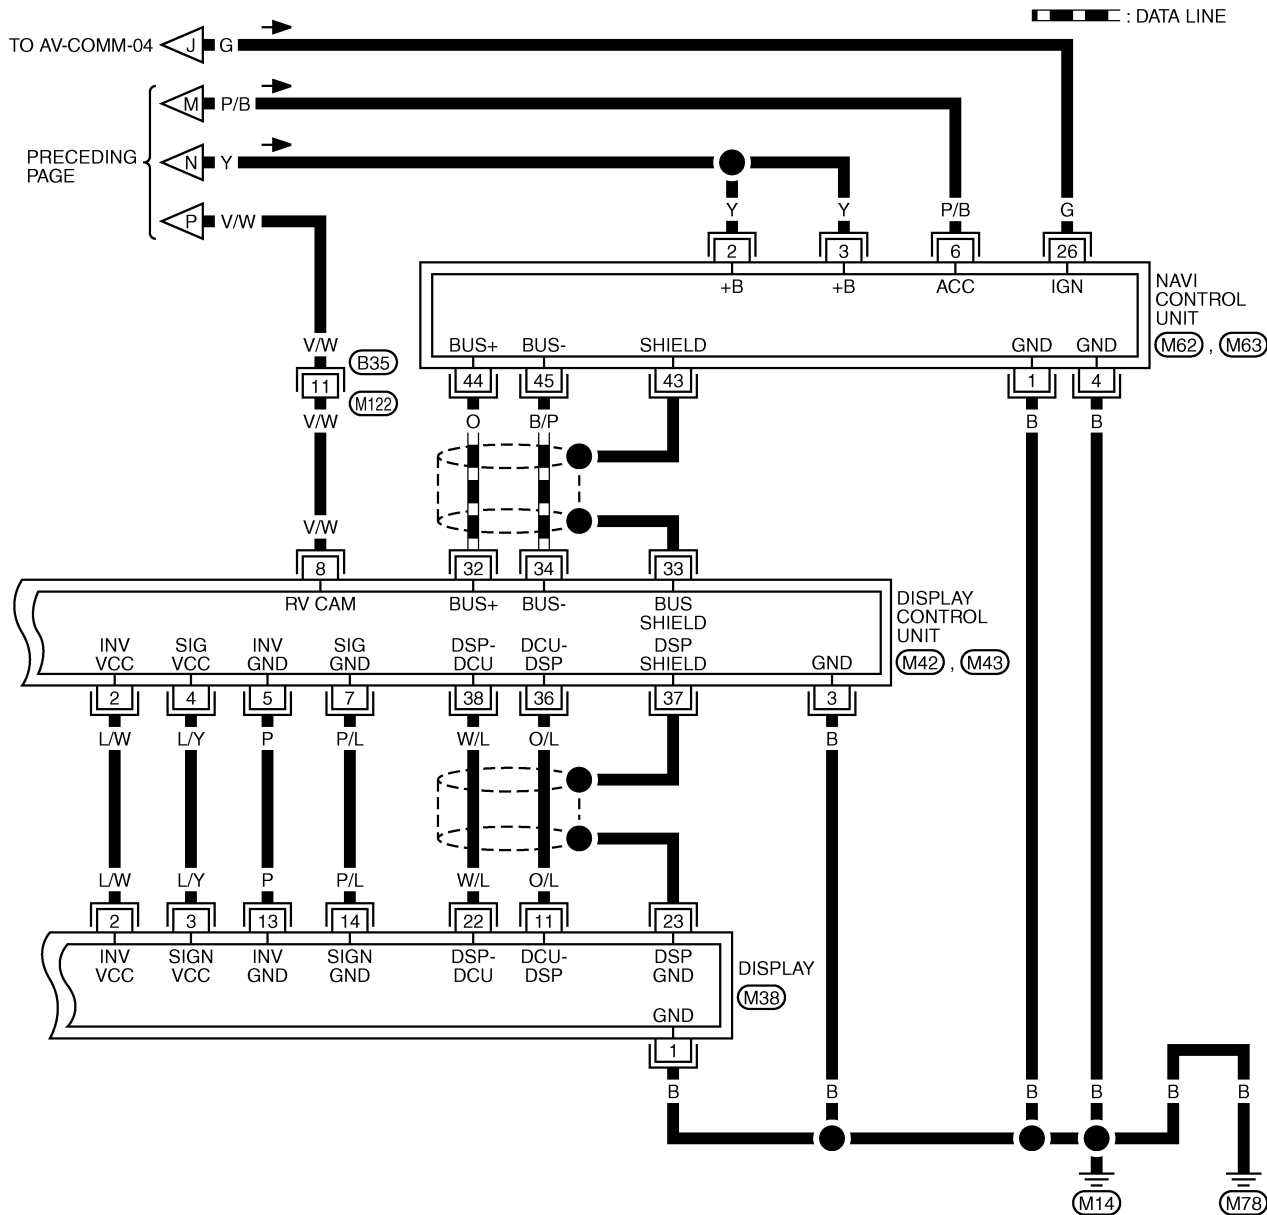 : DATA LINE
TO AV-COMM-04 J G
M P/B
PRECEDING
PAGE
N Y
P V/W
Y Y P/B G
2 3 6 26
+B +B ACC IGN
NAVI
CONTROL
UNIT
M62 , M63
BUS+ BUS- SHIELD GND GND
44 45 43 1 4
V/W
B35
11
M122
V/W
O B/P B B
V/W
8 32 34 33
RV CAM BUS+ BUS- BUS
SHIELD
DISPLAY
CONTROL
UNIT
M42 , M43
INV
VCC
SIG
VCC
INV
GND
SIG
GND
DSP-
DCU
DCU-
DSP
DSP
SHIELD
GND
2 4 5 7 38 36 37 3
L/W L/Y P P/L W/L O/L B
L/W L/Y P P/L W/L O/L
2 3 13 14 22 11 23
INV
VCC
SIGN
VCC
INV
GND
SIGN
GND
DSP-
DCU
DCU-
DSP
DSP
GND
DISPLAY
M38
GND
1
B B B B B B
M14 M78